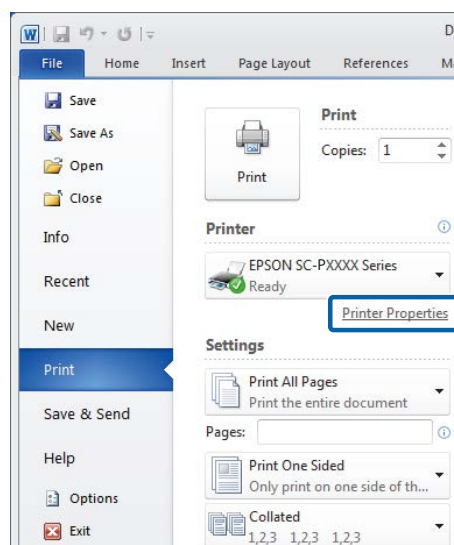 W
D
File Home Insert Page Layout References M
Save
Save As
Open
Close
Info
Recent
New
Print
Save & Send
Help
Options
Exit
Print
Print
Copies: 1
Printer
EPSON SC-PXXXX Series
Ready
Printer Properties
Settings
Print All Pages
Print the entire document
Pages:
Print One Sided
Only print on one side of th...
Collated
1,2,3 1,2,3 1,2,3